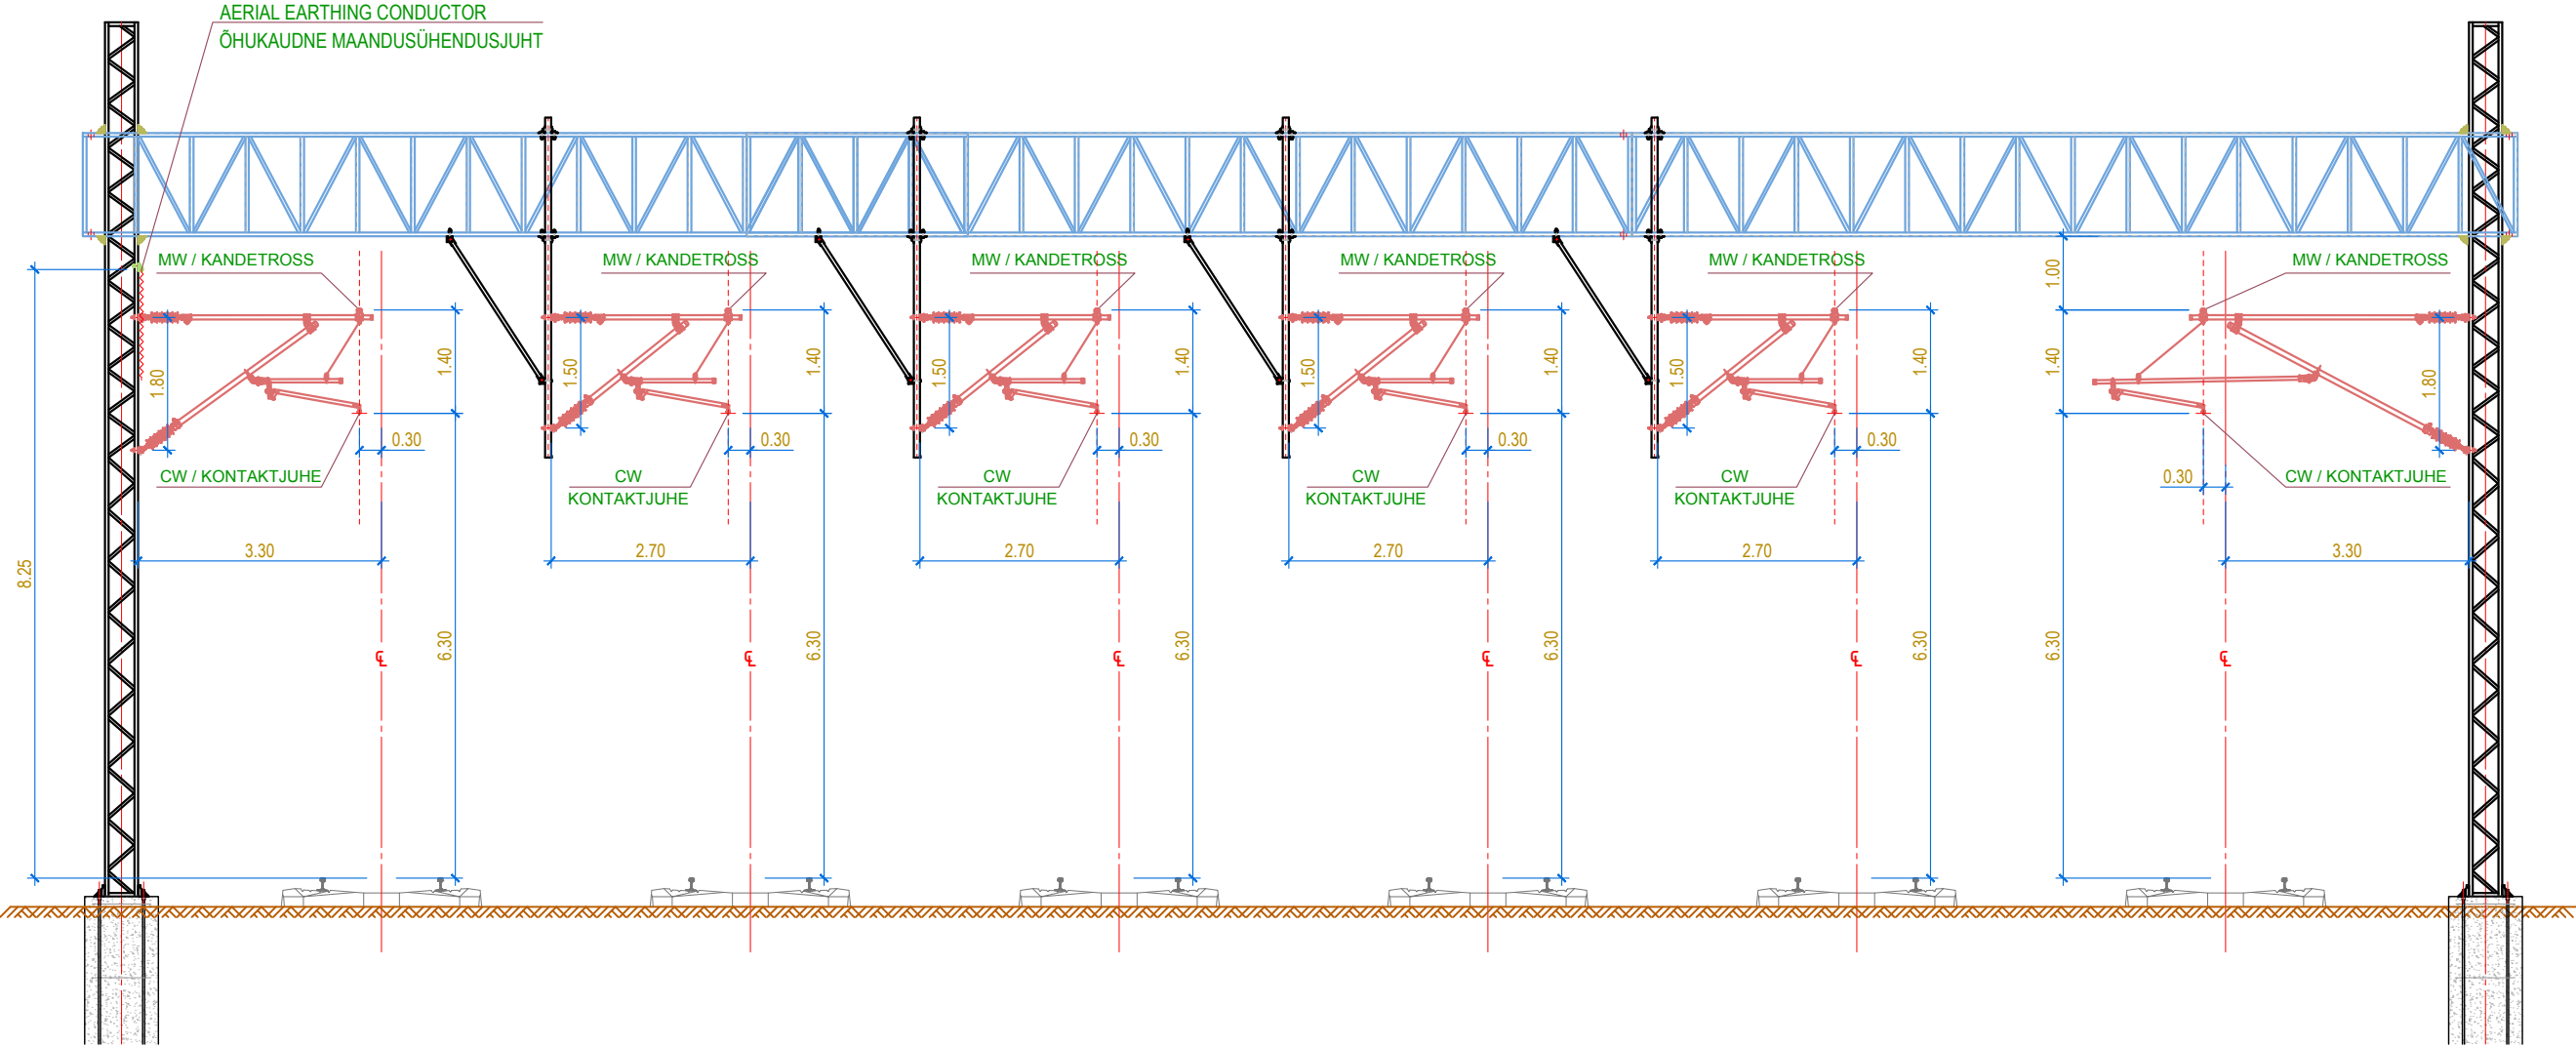 AERIAL EARTHING CONDUCTOR
ÕHUKAUDNE MAANDUSÜHENDUSJUHT
MW / KANDETROSS
MW / KANDETROSS
MW / KANDETROSS
MW / KANDETROSS
MW / KANDETROSS
MW / KANDETROSS
1.00
1.80
1.40
1.50
1.40
1.50
1.40
1.50
1.40
1.50
1.40
1.40
1.80
0.30
0.30
0.30
0.30
0.30
0.30
CW / KONTAKTJUHE
CW
KONTAKTJUHE
CW
KONTAKTJUHE
CW
KONTAKTJUHE
CW
KONTAKTJUHE
CW / KONTAKTJUHE
3.30
2.70
2.70
2.70
2.70
3.30
8.25
6.30
6.30
6.30
6.30
6.30
6.30
℄
℄
℄
℄
℄
℄